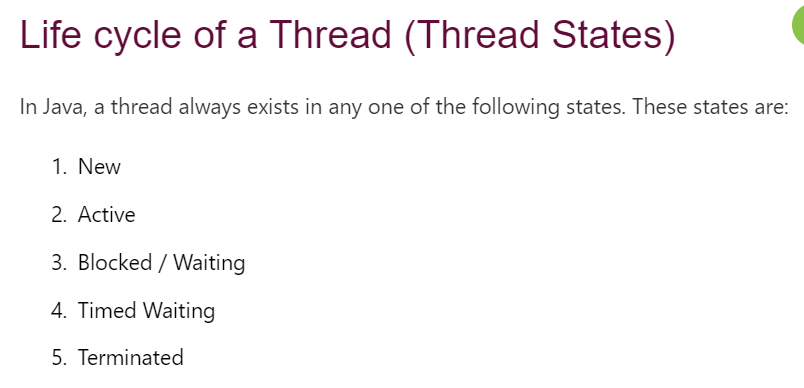 Life cycle of a Thread (Thread States)
In Java, a thread always exists in any one of the following states. These states are:
1. New
2. Active
3. Blocked / Waiting
4. Timed Waiting
5. Terminated